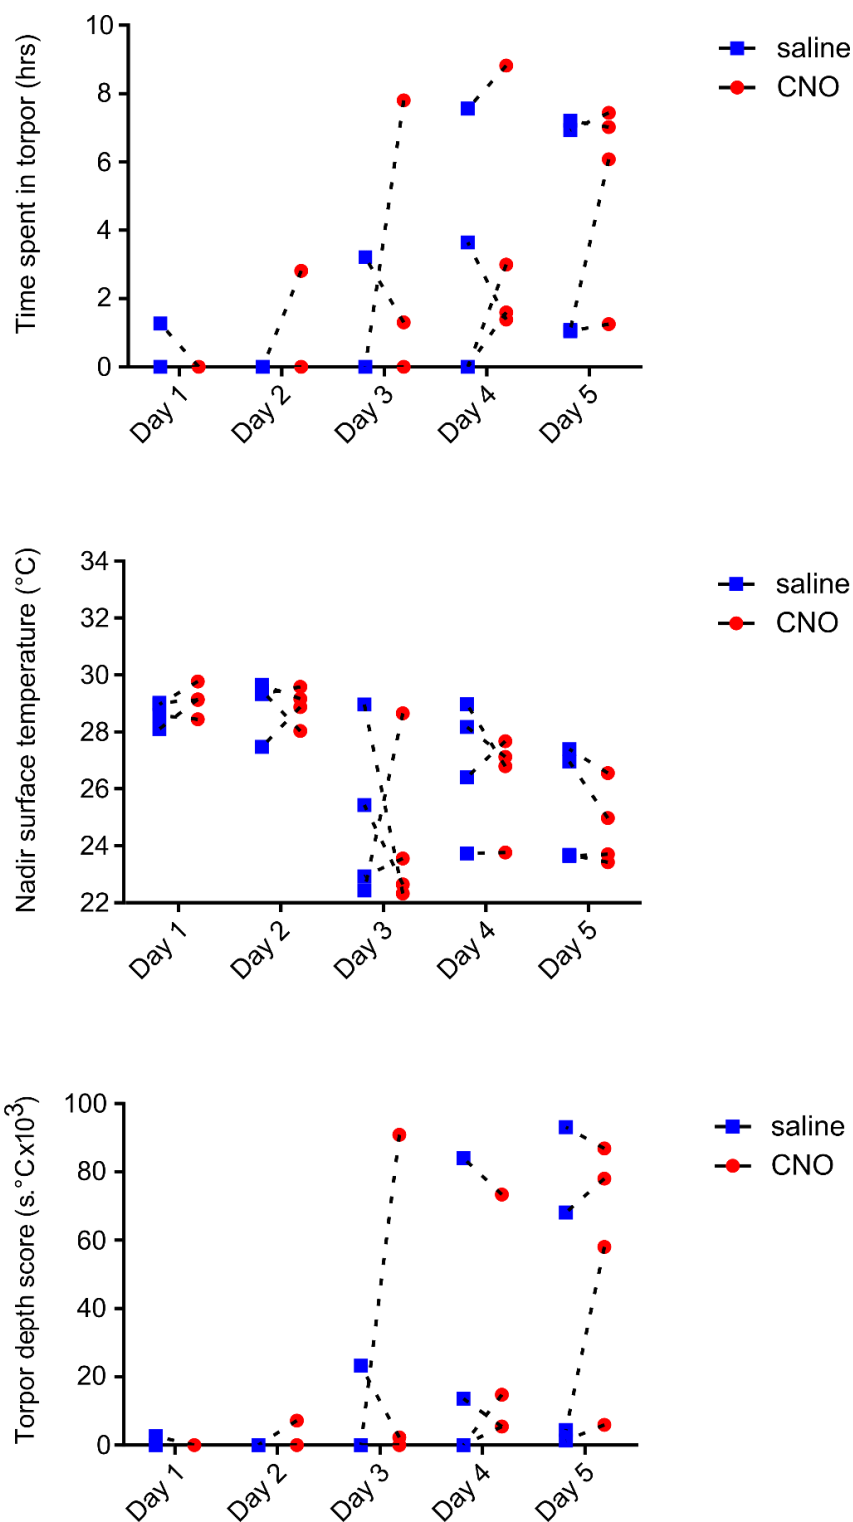 Time spent in torpor (hrs)
10
8
6
4
2
0
Day 1
Day 2
Day 3
Day 4
Day 5
saline
CNO
Nadir surface temperature (°C)
34
32
30
28
26
24
22
Day 1
Day 2
Day 3
Day 4
Day 5
saline
CNO
Torpor depth score (s.°Cx10³)
100
80
60
40
20
0
Day 1
Day 2
Day 3
Day 4
Day 5
saline
CNO